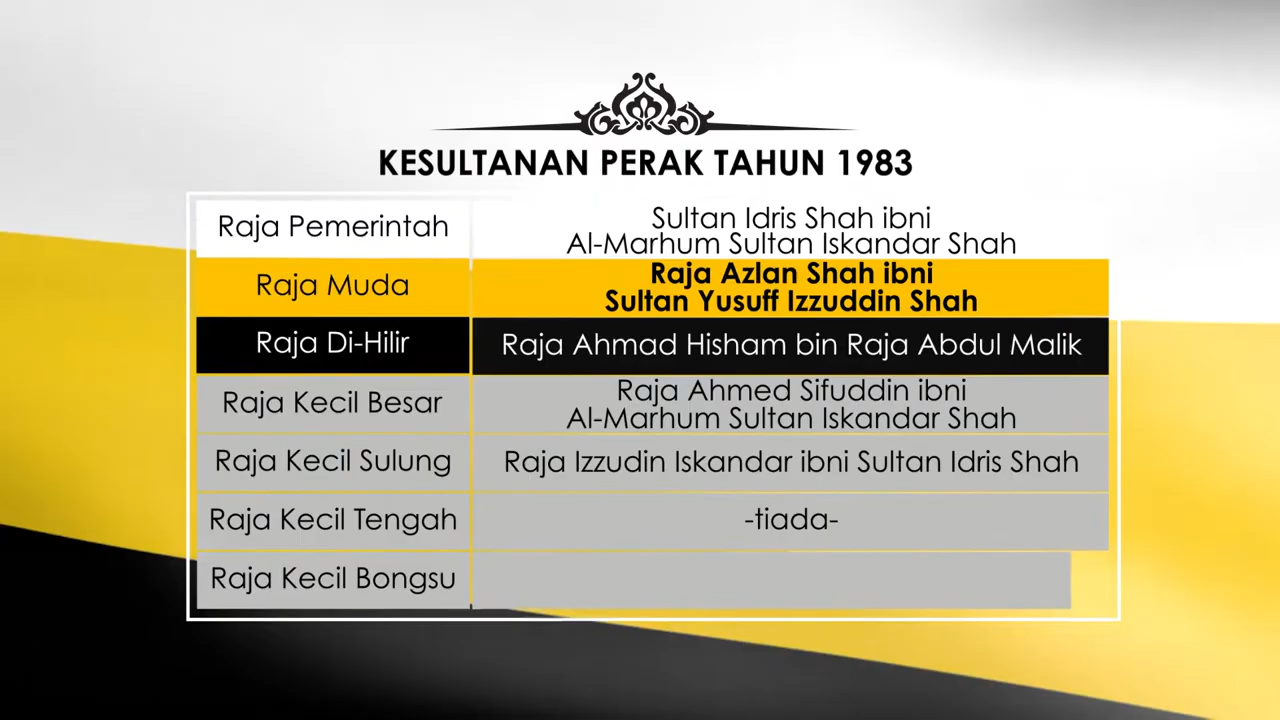 KESULTANAN PERAK TAHUN 1983
Raja Pemerintah
Sultan Idris Shah ibni
Al-Marhum Sultan Iskandar Shah
Raja Muda
Raja Azlan Shah ibni
Sultan Yusuff Izzuddin Shah
Raja Di-Hilir
Raja Ahmad Hisham bin Raja Abdul Malik
Raja Kecil Besar
Raja Ahmed Sifuddin ibni
Al-Marhum Sultan Iskandar Shah
Raja Kecil Sulung
Raja Izzudin Iskandar ibni Sultan Idris Shah
Raja Kecil Tengah
-tiada-
Raja Kecil Bongsu